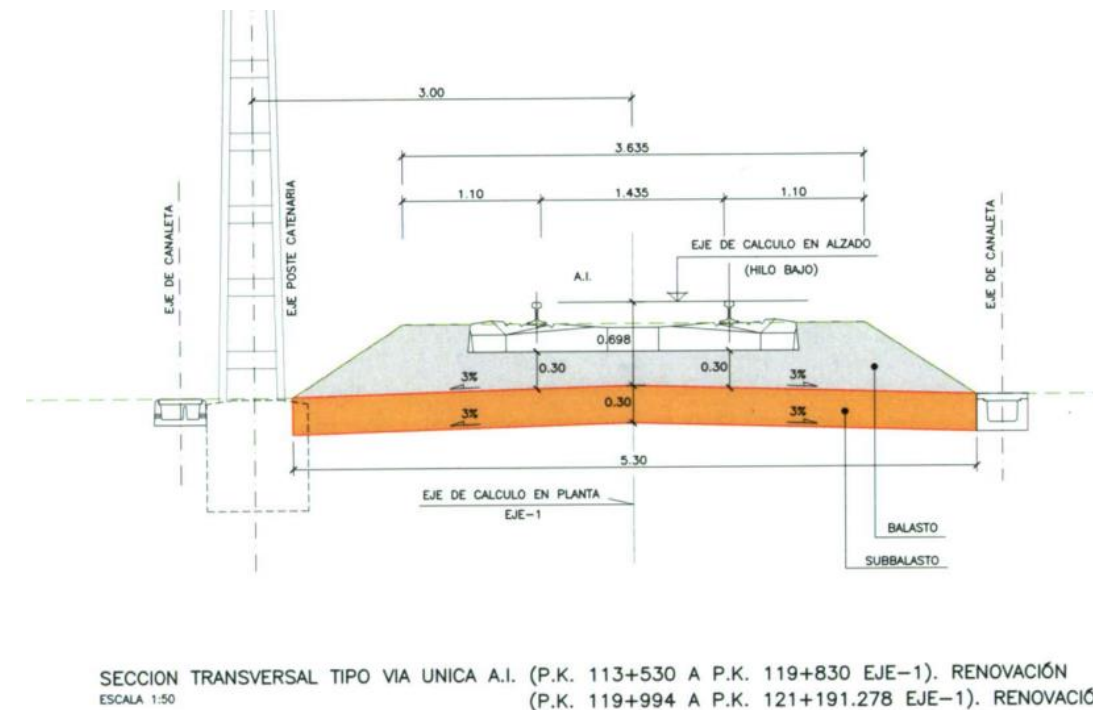 3.00
3.635
1.10
1.435
1.10
EJE DE CANALETA
EJE POSTE CATENARIA
EJE DE CALCULO EN ALZADO
(HILO BAJO)
A.I.
EJE DE CANALETA
0.698
0.30
0.30
3%
3%
0.30
3%
3%
5.30
EJE DE CALCULO EN PLANTA
EJE-1
BALASTO
SUBBALASTO
SECCION TRANSVERSAL TIPO VIA UNICA A.I. (P.K. 113+530 A P.K. 119+830 EJE-1). RENOVACIÓN
ESCALA 1:50
(P.K. 119+994 A P.K. 121+191.278 EJE-1). RENOVACIÓ